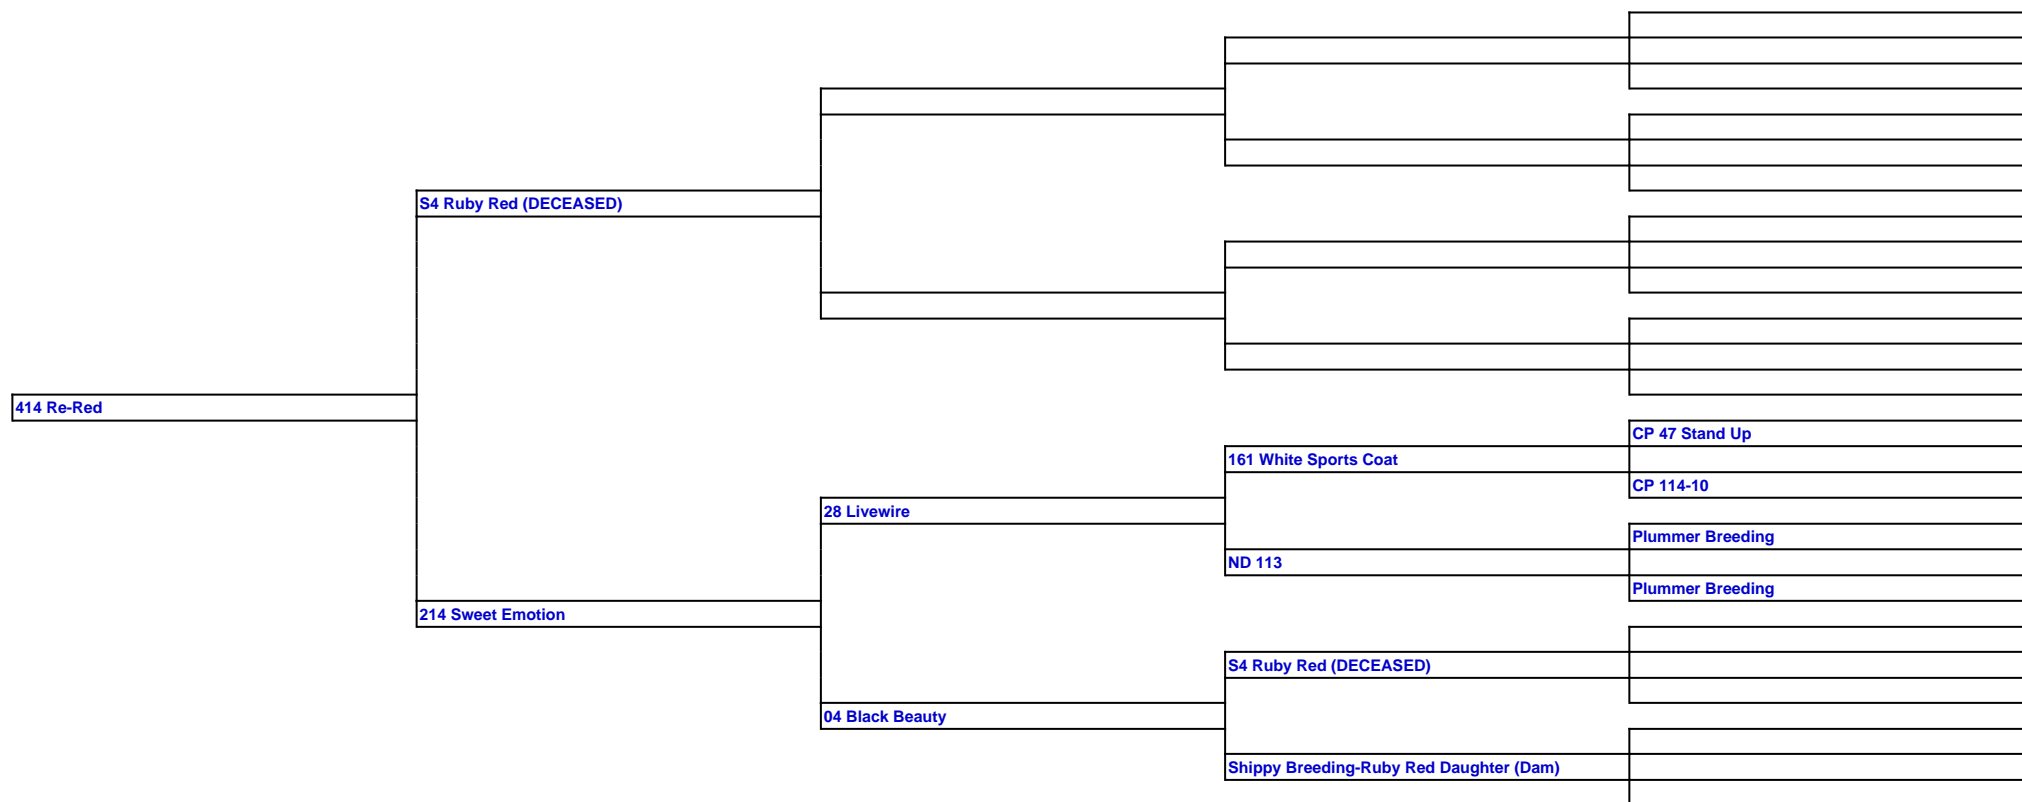 S4 Ruby Red (DECEASED)
414 Re-Red
CP 47 Stand Up
161 White Sports Coat
CP 114-10
28 Livewire
Plummer Breeding
ND 113
Plummer Breeding
214 Sweet Emotion
S4 Ruby Red (DECEASED)
04 Black Beauty
Shippy Breeding-Ruby Red Daughter (Dam)